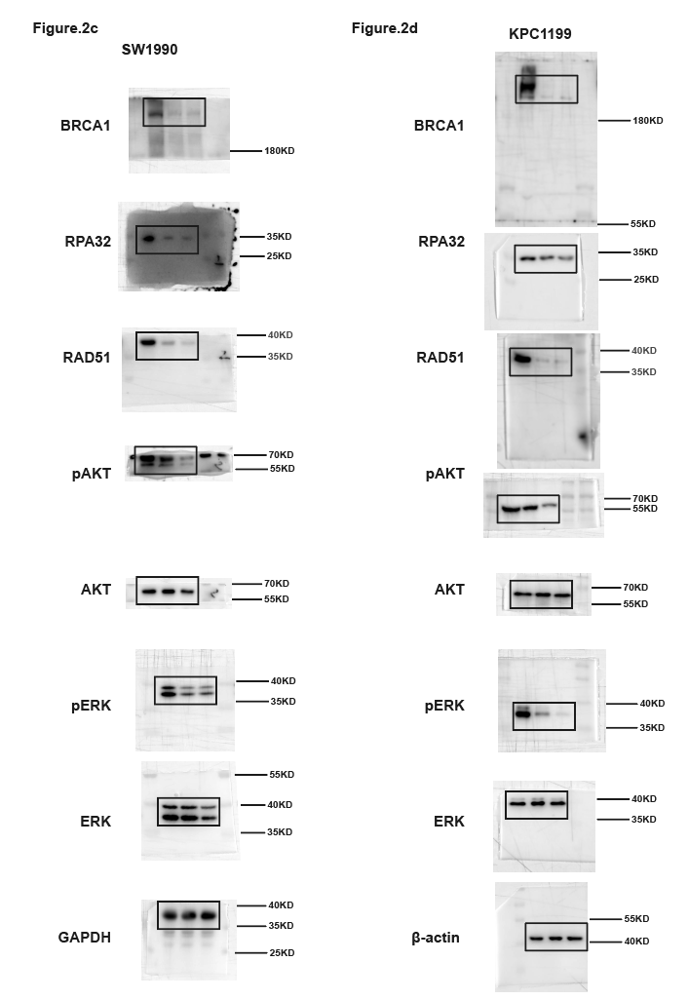 Figure.2c
SW1990
BRCA1
180KD
RPA32
35KD
25KD
RAD51
40KD
35KD
pAKT
70KD
55KD
AKT
70KD
55KD
pERK
40KD
35KD
ERK
55KD
40KD
35KD
GAPDH
40KD
35KD
25KD
Figure.2d
KPC1199
BRCA1
180KD
55KD
RPA32
35KD
25KD
RAD51
40KD
35KD
pAKT
70KD
55KD
AKT
70KD
55KD
pERK
40KD
35KD
ERK
40KD
35KD
β-actin
55KD
40KD